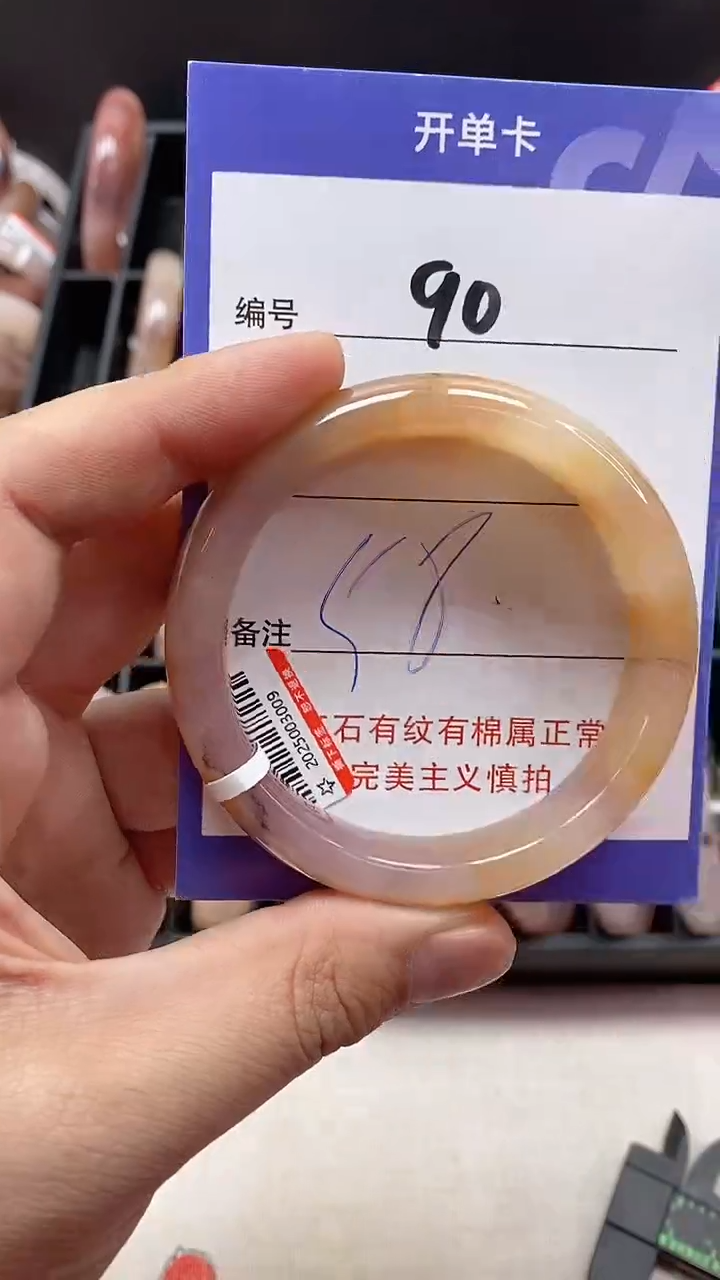 开单卡
编号 90
58
备注
石有纹有棉属正常
完美主义慎拍
2025003009